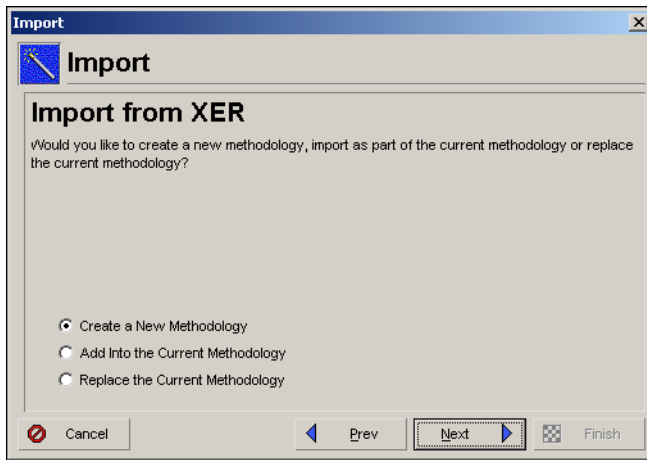 Import
Import
Import from XER
Would you like to create a new methodology, import as part of the current methodology or replace
the current methodology?
Create a New Methodology
Add Into the Current Methodology
Replace the Current Methodology
Cancel
Prev
Next
Finish